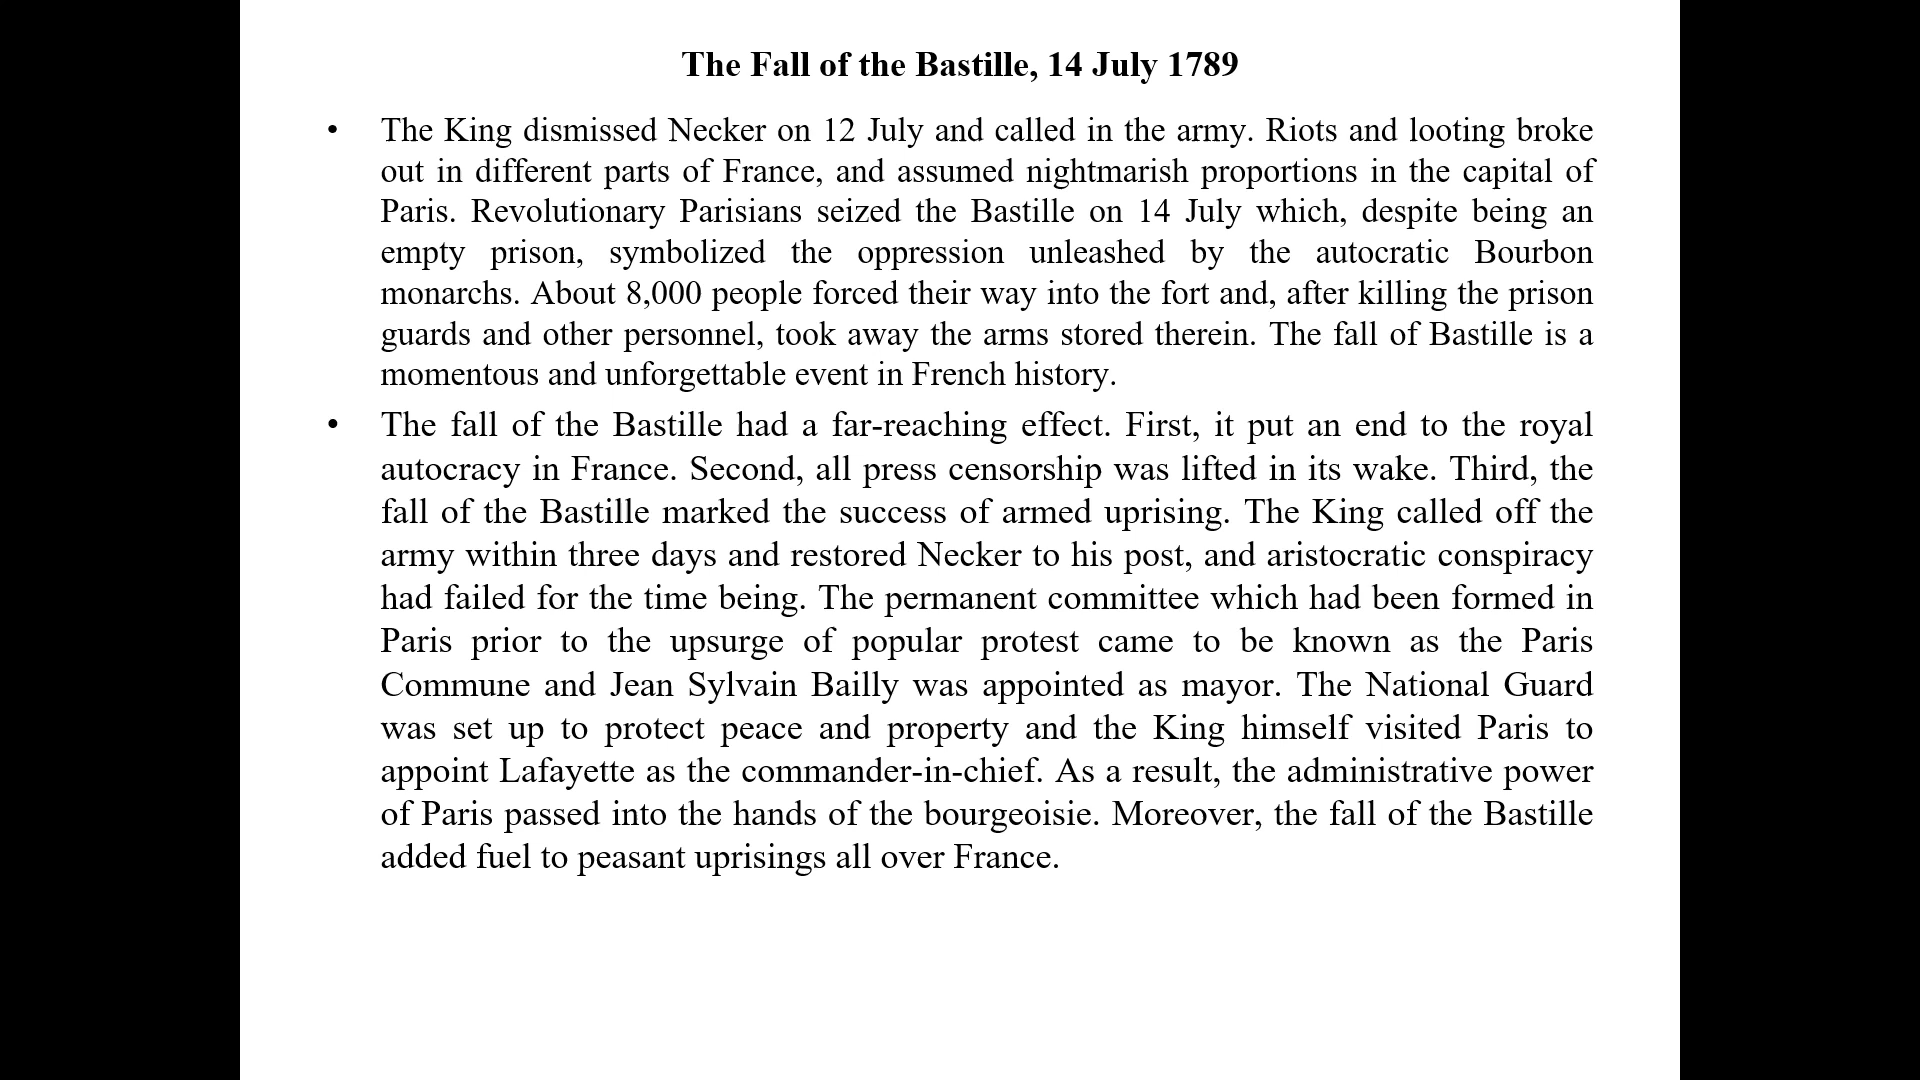 The Fall of the Bastille, 14 July 1789
• The King dismissed Necker on 12 July and called in the army. Riots and looting broke
out in different parts of France, and assumed nightmarish proportions in the capital of
Paris. Revolutionary Parisians seized the Bastille on 14 July which, despite being an
empty prison, symbolized the oppression unleashed by the autocratic Bourbon
monarchs. About 8,000 people forced their way into the fort and, after killing the prison
guards and other personnel, took away the arms stored therein. The fall of Bastille is a
momentous and unforgettable event in French history.
• The fall of the Bastille had a far-reaching effect. First, it put an end to the royal
autocracy in France. Second, all press censorship was lifted in its wake. Third, the
fall of the Bastille marked the success of armed uprising. The King called off the
army within three days and restored Necker to his post, and aristocratic conspiracy
had failed for the time being. The permanent committee which had been formed in
Paris prior to the upsurge of popular protest came to be known as the Paris
Commune and Jean Sylvain Bailly was appointed as mayor. The National Guard
was set up to protect peace and property and the King himself visited Paris to
appoint Lafayette as the commander-in-chief. As a result, the administrative power
of Paris passed into the hands of the bourgeoisie. Moreover, the fall of the Bastille
added fuel to peasant uprisings all over France.